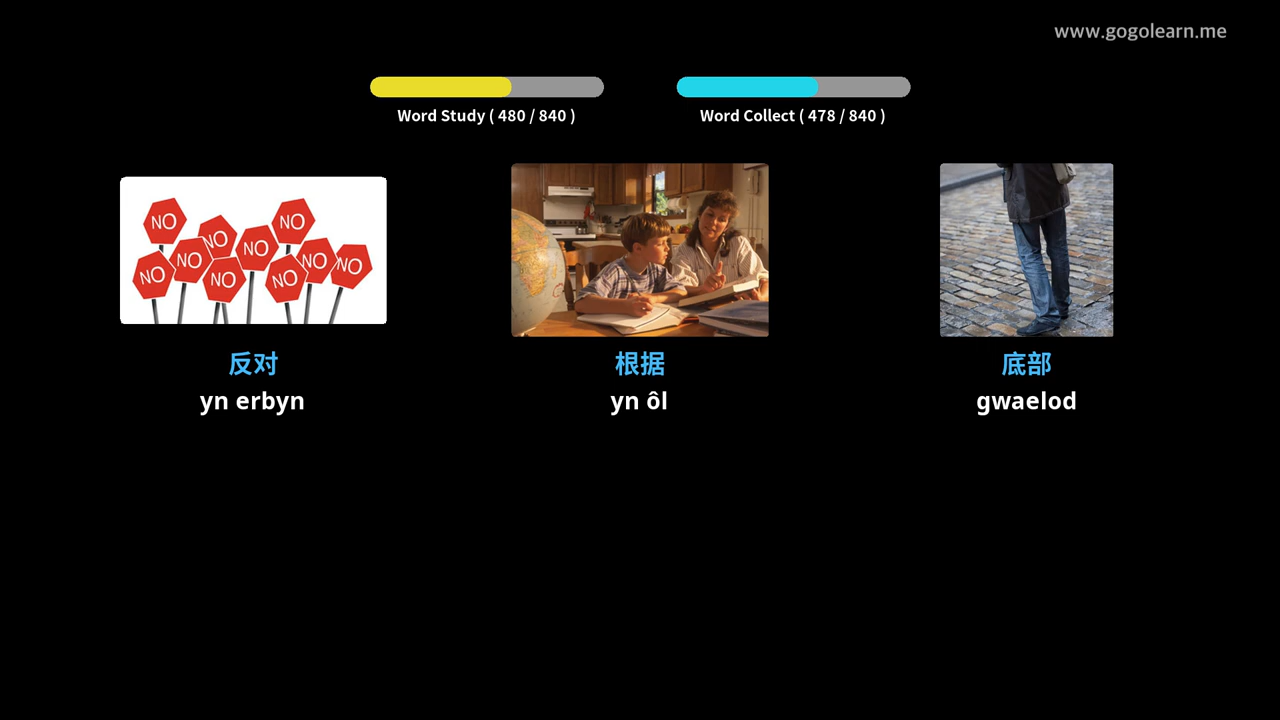 www.gogolearn.me
Word Study ( 480 / 840 )
Word Collect ( 478 / 840 )
NO
NO
NO
NO
NO
NO
NO
NO
NO
NO
反对
yn erbyn
根据
yn ôl
底部
gwaelod